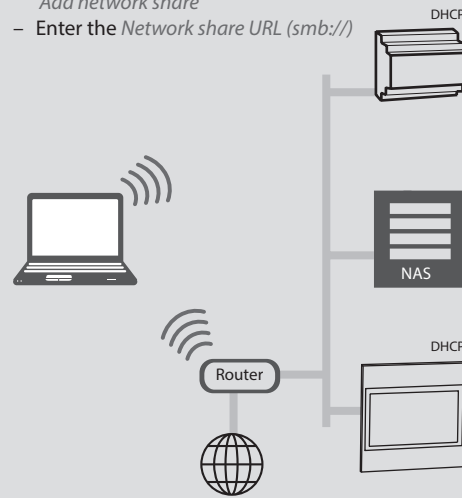 Add network share
– Enter the Network share URL (smb://)
DHCP
NAS
DHCP
Router